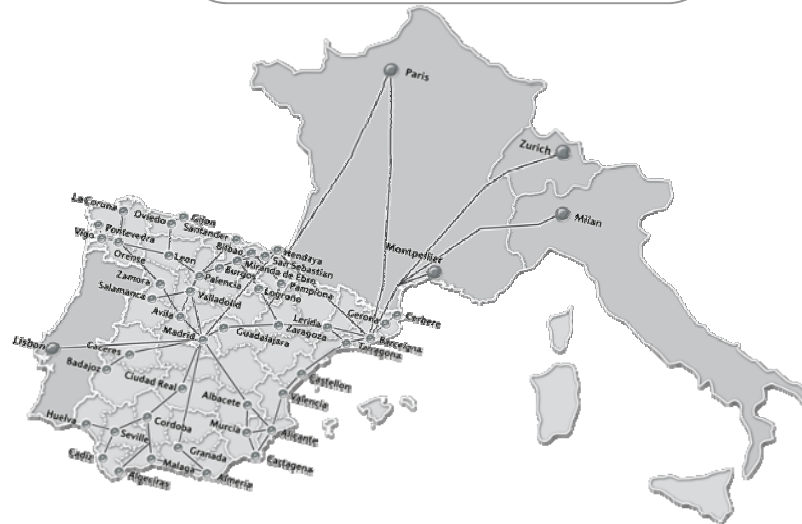 Paris
Zurich
Milan
Montpellier
La Coruna
Oviedo
Gijon
Santander
Pontevedra
Vigo
Bilbao
Hendaya
San Sebastian
Orense
Leon
Burgos
Miranda de Ebro
Palencia
Pamplona
Zamora
Logroño
Salamanca
Valladolid
Avila
Lerida
Gerona
Cerbere
Madrid
Guadalajara
Zaragoza
Barcelona
Tarragona
Lisbon
Caceres
Badajoz
Ciudad Real
Castellon
Albacete
Valencia
Huelva
Cordoba
Murcia
Alicante
Seville
Granada
Cartagena
Cadiz
Malaga
Algeciras
Almeria